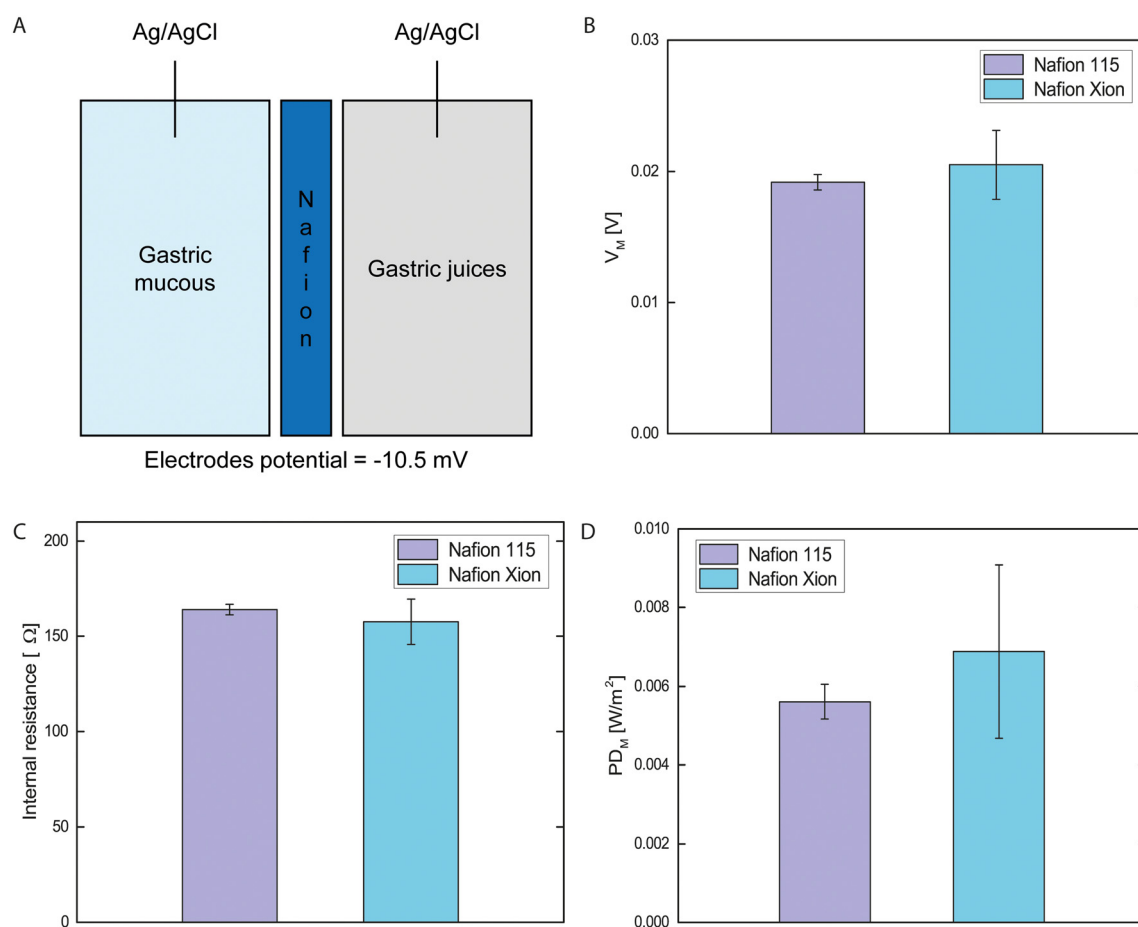 A
Ag/AgCl
Ag/AgCl
Gastric
mucous
N
a
f
i
o
n
Gastric juices
Electrodes potential = -10.5 mV
B
0.03
0.02
0.01
0.00
V_M [V]
Nafion 115
Nafion Xion
C
200
150
100
50
0
Internal resistance [ Ω]
Nafion 115
Nafion Xion
D
0.010
0.008
0.006
0.004
0.002
0.000
PD_M [W/m²]
Nafion 115
Nafion Xion